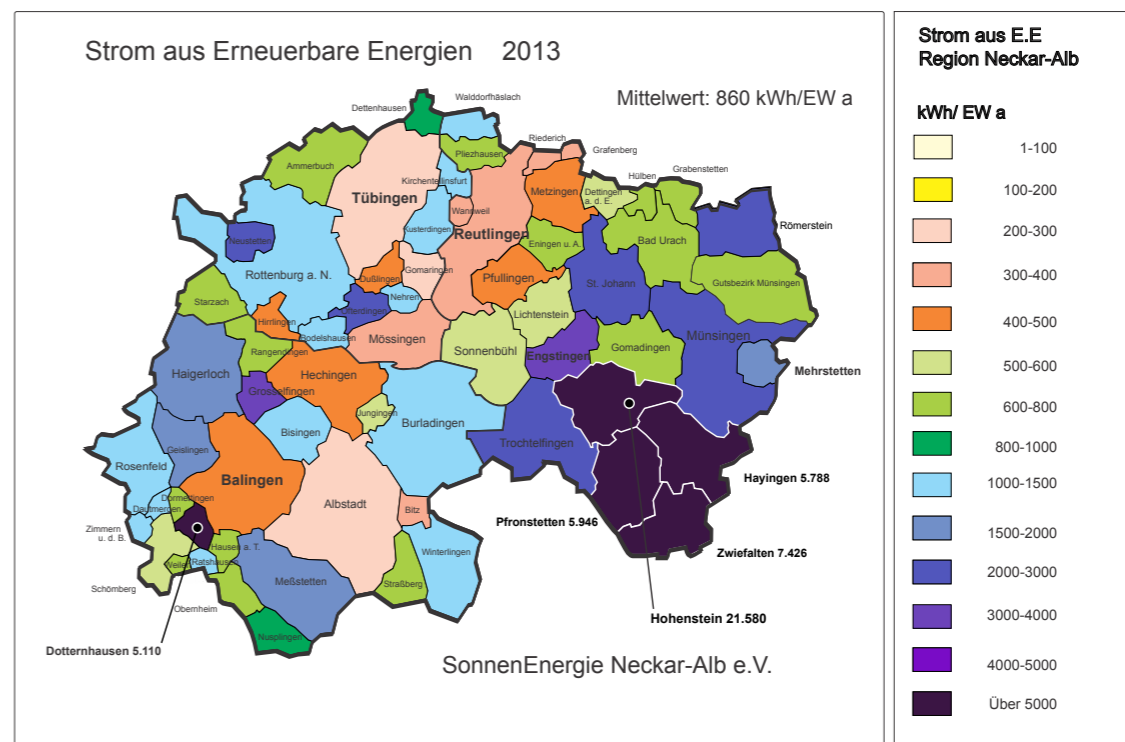 Strom aus Erneuerbare Energien 2013
Mittelwert: 860 kWh/EW a
Dettenhausen
Walddorfhäslach
Riederich
Grafenberg
Ammerbuch
Pliezhausen
Hülben
Grabenstetten
Kirchentellinsfurt
Metzingen
Dettingen
a. d. E.
Tübingen
Wannweil
Römerstein
Neustetten
Kusterdingen
Reutlingen
Eningen u. A.
Bad Urach
Rottenburg a. N.
Gomaringen
Dußlingen
Pfullingen
St. Johann
Gutsbezirk Münsingen
Starzach
Nehren
Ofterdingen
Lichtenstein
Hirrlingen
Bodelshausen
Mössingen
Münsingen
Rangendingen
Sonnenbühl
Engstingen
Gomadingen
Haigerloch
Hechingen
Mehrstetten
Grosselfingen
Jungingen
Burladingen
Bisingen
Trochtelfingen
Geislingen
Rosenfeld
Balingen
Hayingen 5.788
Dormettingen
Dautmergen
Albstadt
Bitz
Pfronstetten 5.946
Zimmern
u. d. B.
Hausen a. T.
Winterlingen
Zwiefalten 7.426
Weilen
Ratshausen
Meßstetten
Straßberg
Schömberg
Obernheim
Hohenstein 21.580
Nusplingen
Dotternhausen 5.110
SonnenEnergie Neckar-Alb e.V.
Strom aus E.E
Region Neckar-Alb
kWh/ EW a
1-100
100-200
200-300
300-400
400-500
500-600
600-800
800-1000
1000-1500
1500-2000
2000-3000
3000-4000
4000-5000
Über 5000